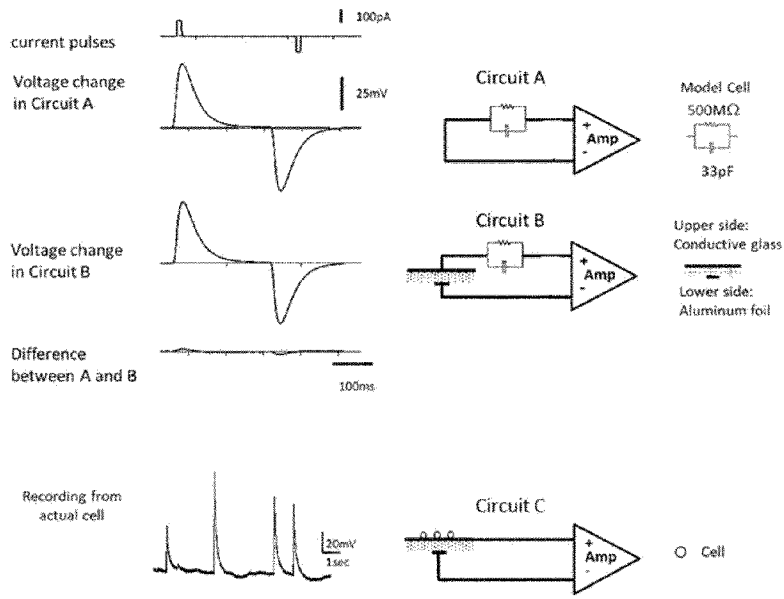 100pA
current pulses
Voltage change
in Circuit A
25mV
Circuit A
+
Amp
-
Model Cell
500MΩ
33pF
Voltage change
in Circuit B
Circuit B
+
Amp
-
Upper side:
Conductive glass
Lower side:
Aluminum foil
Difference
between A and B
100ms
Recording from
actual cell
20mV
1sec
Circuit C
+
Amp
-
Cell